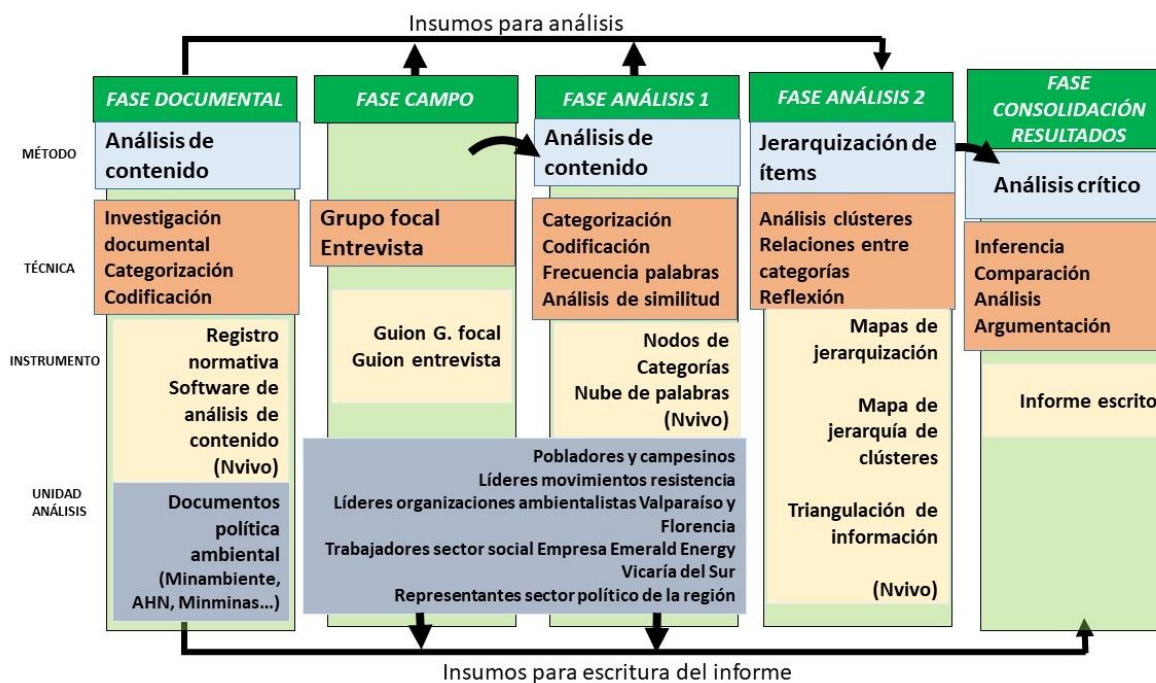 Insumos para análisis
FASE DOCUMENTAL
FASE CAMPO
FASE ANÁLISIS 1
FASE ANÁLISIS 2
FASE
CONSOLIDACIÓN
RESULTADOS
MÉTODO
Análisis de
contenido
Análisis de
contenido
Jerarquización de
ítems
Análisis crítico
TÉCNICA
Investigación
documental
Categorización
Codificación
Grupo focal
Entrevista
Categorización
Codificación
Frecuencia palabras
Análisis de similitud
Análisis clústeres
Relaciones entre
categorías
Reflexión
Inferencia
Comparación
Análisis
Argumentación
INSTRUMENTO
Registro
normativa
Software de
análisis de
contenido
(Nvivo)
Guion G. focal
Guion entrevista
Nodos de
Categorías
Nube de palabras
(Nvivo)
Mapas de
jerarquización
Mapa de
jerarquía de
clústeres
Triangulación de
información
(Nvivo)
Informe escrito
UNIDAD
ANÁLISIS
Documentos
política
ambiental
(Minambiente,
AHN, Minminas...)
Pobladores y campesinos
Líderes movimientos resistencia
Líderes organizaciones ambientalistas Valparaíso y
Florencia
Trabajadores sector social Empresa Emerald Energy
Vicaría del Sur
Representantes sector político de la región
Insumos para escritura del informe